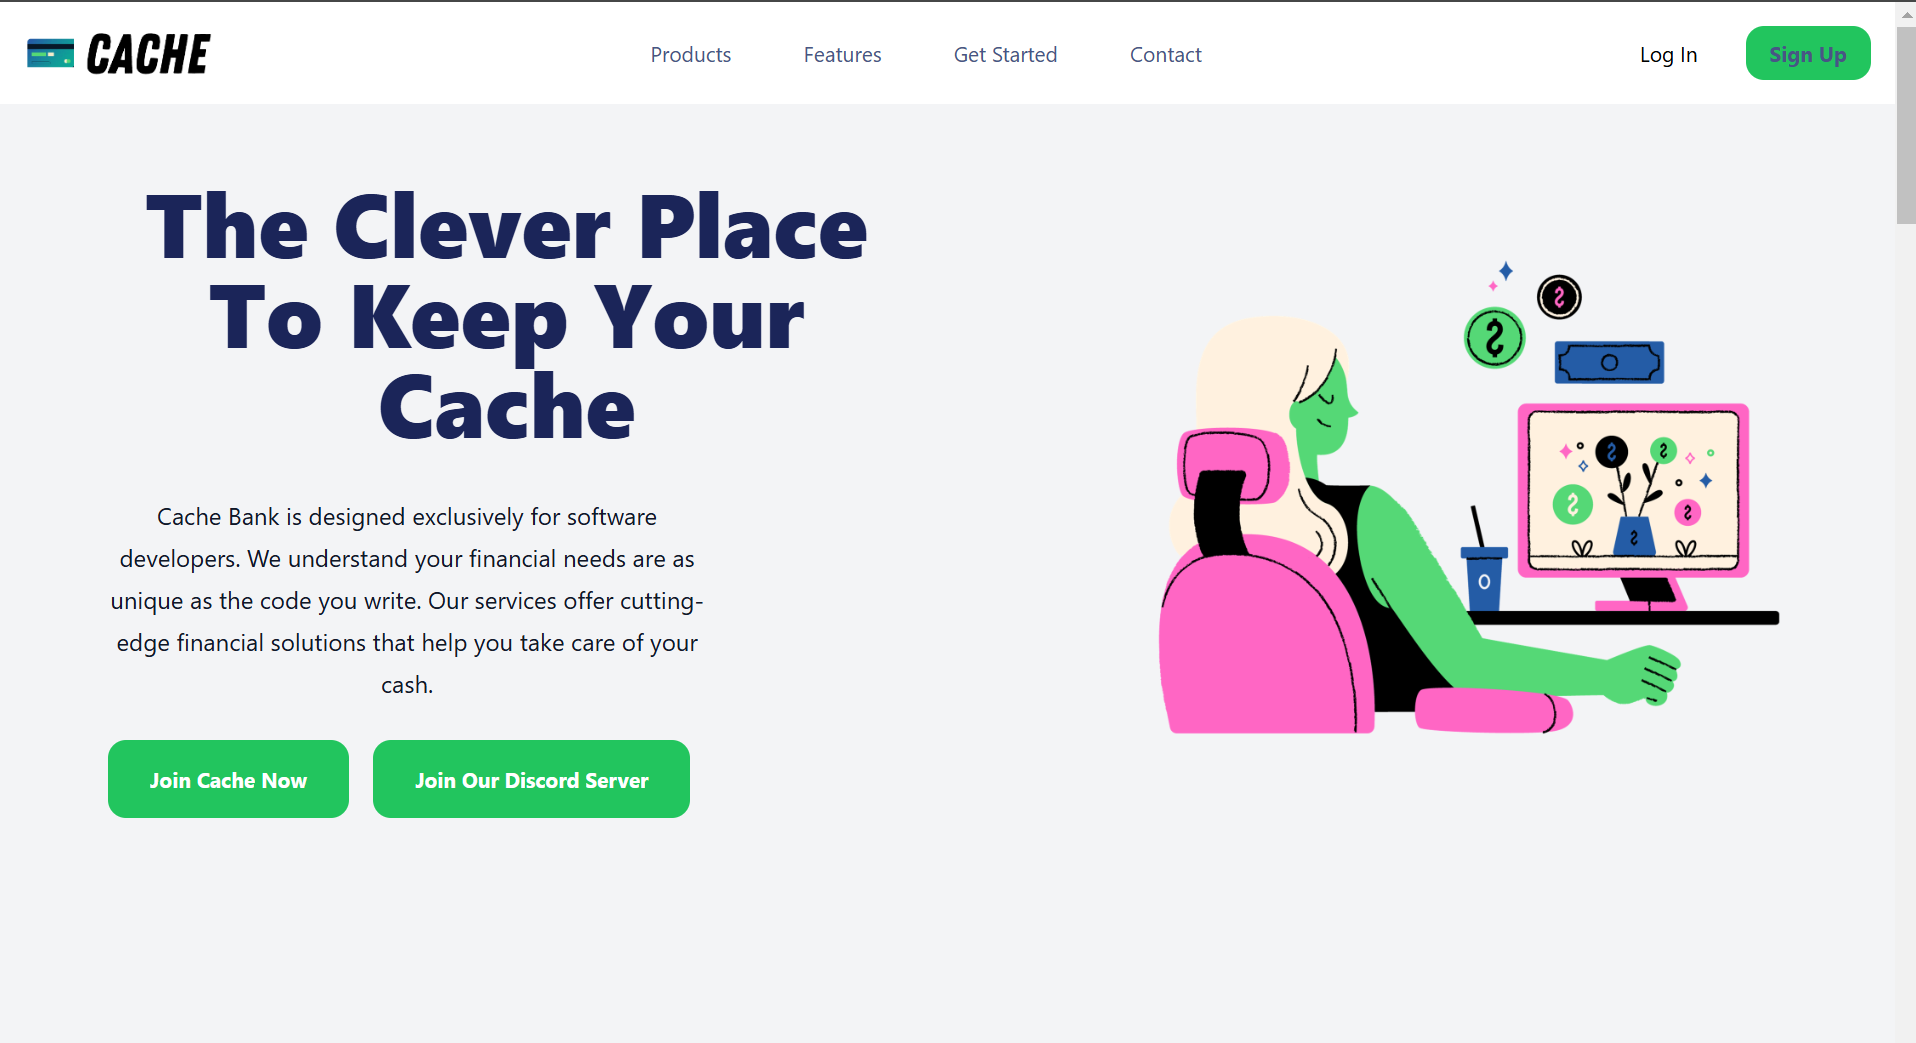 CACHE
Products
Features
Get Started
Contact
Log In
Sign Up
The Clever Place
To Keep Your
Cache
Cache Bank is designed exclusively for software
developers. We understand your financial needs are as
unique as the code you write. Our services offer cutting-
edge financial solutions that help you take care of your
cash.
Join Cache Now
Join Our Discord Server